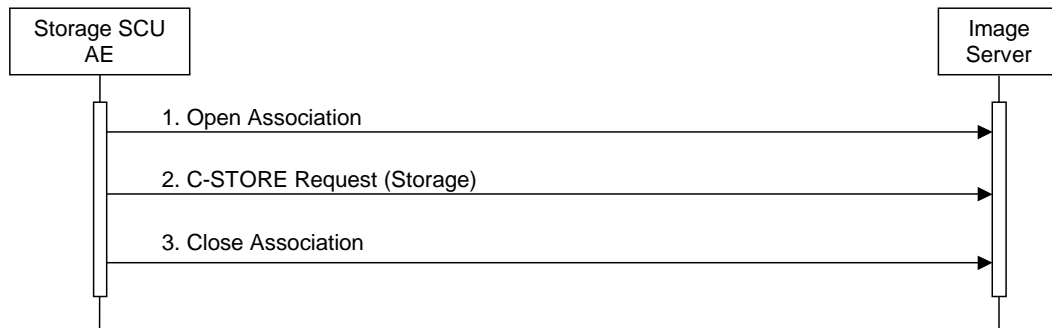 Storage SCU
AE
Image
Server
1. Open Association
2. C-STORE Request (Storage)
3. Close Association